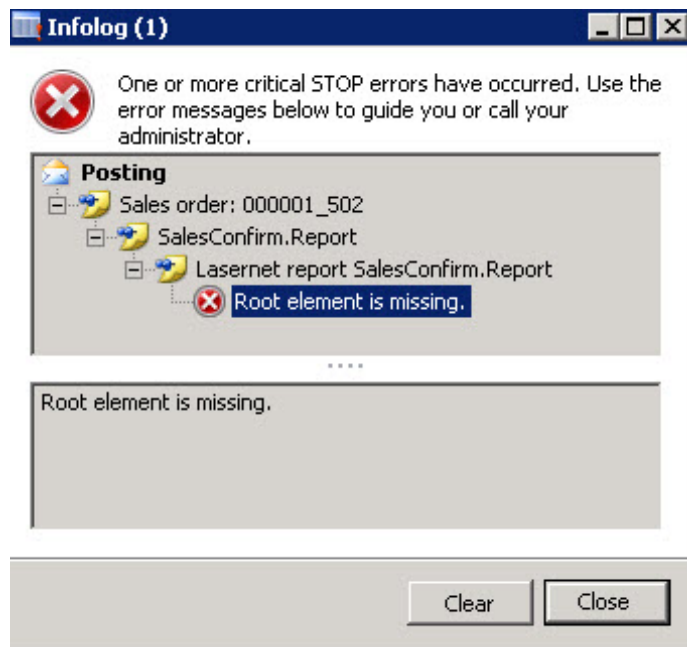 Infolog (1)
One or more critical STOP errors have occurred. Use the
error messages below to guide you or call your
administrator.
Posting
Sales order: 000001_502
SalesConfirm.Report
Lasernet report SalesConfirm.Report
Root element is missing.
Root element is missing.
Clear
Close